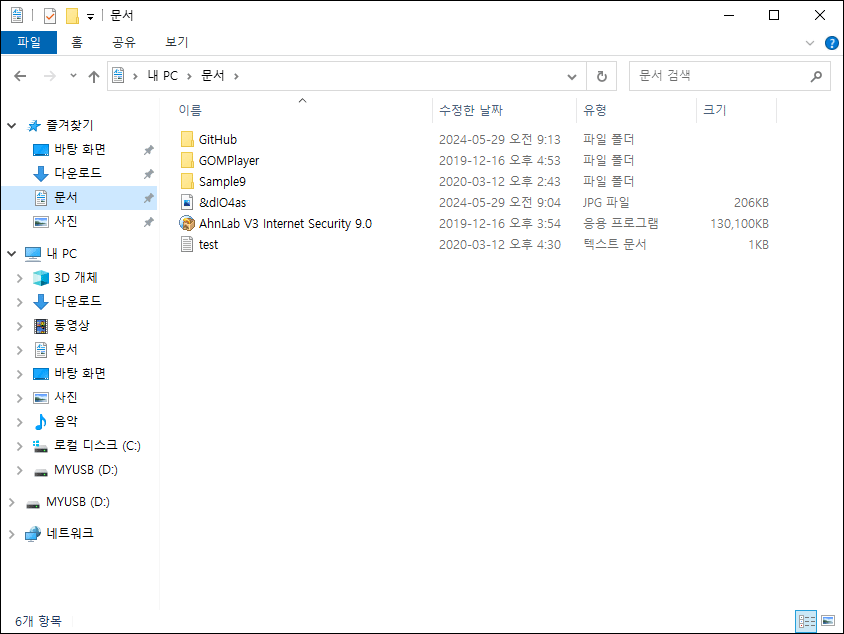 문서
파일 홈 공유 보기
내 PC 문서 문서 검색
이름 수정한 날짜 유형 크기
즐겨찾기
바탕 화면
다운로드
문서
사진
내 PC
3D 개체
다운로드
동영상
문서
바탕 화면
사진
음악
로컬 디스크 (C:)
MYUSB (D:)
MYUSB (D:)
네트워크
GitHub 2024-05-29 오전 9:13 파일 폴더
GOMPlayer 2019-12-16 오후 4:53 파일 폴더
Sample9 2020-03-12 오후 2:43 파일 폴더
&dIO4as 2024-05-29 오전 9:04 JPG 파일 206KB
AhnLab V3 Internet Security 9.0 2019-12-16 오후 3:54 응용 프로그램 130,100KB
test 2020-03-12 오후 4:30 텍스트 문서 1KB
6개 항목